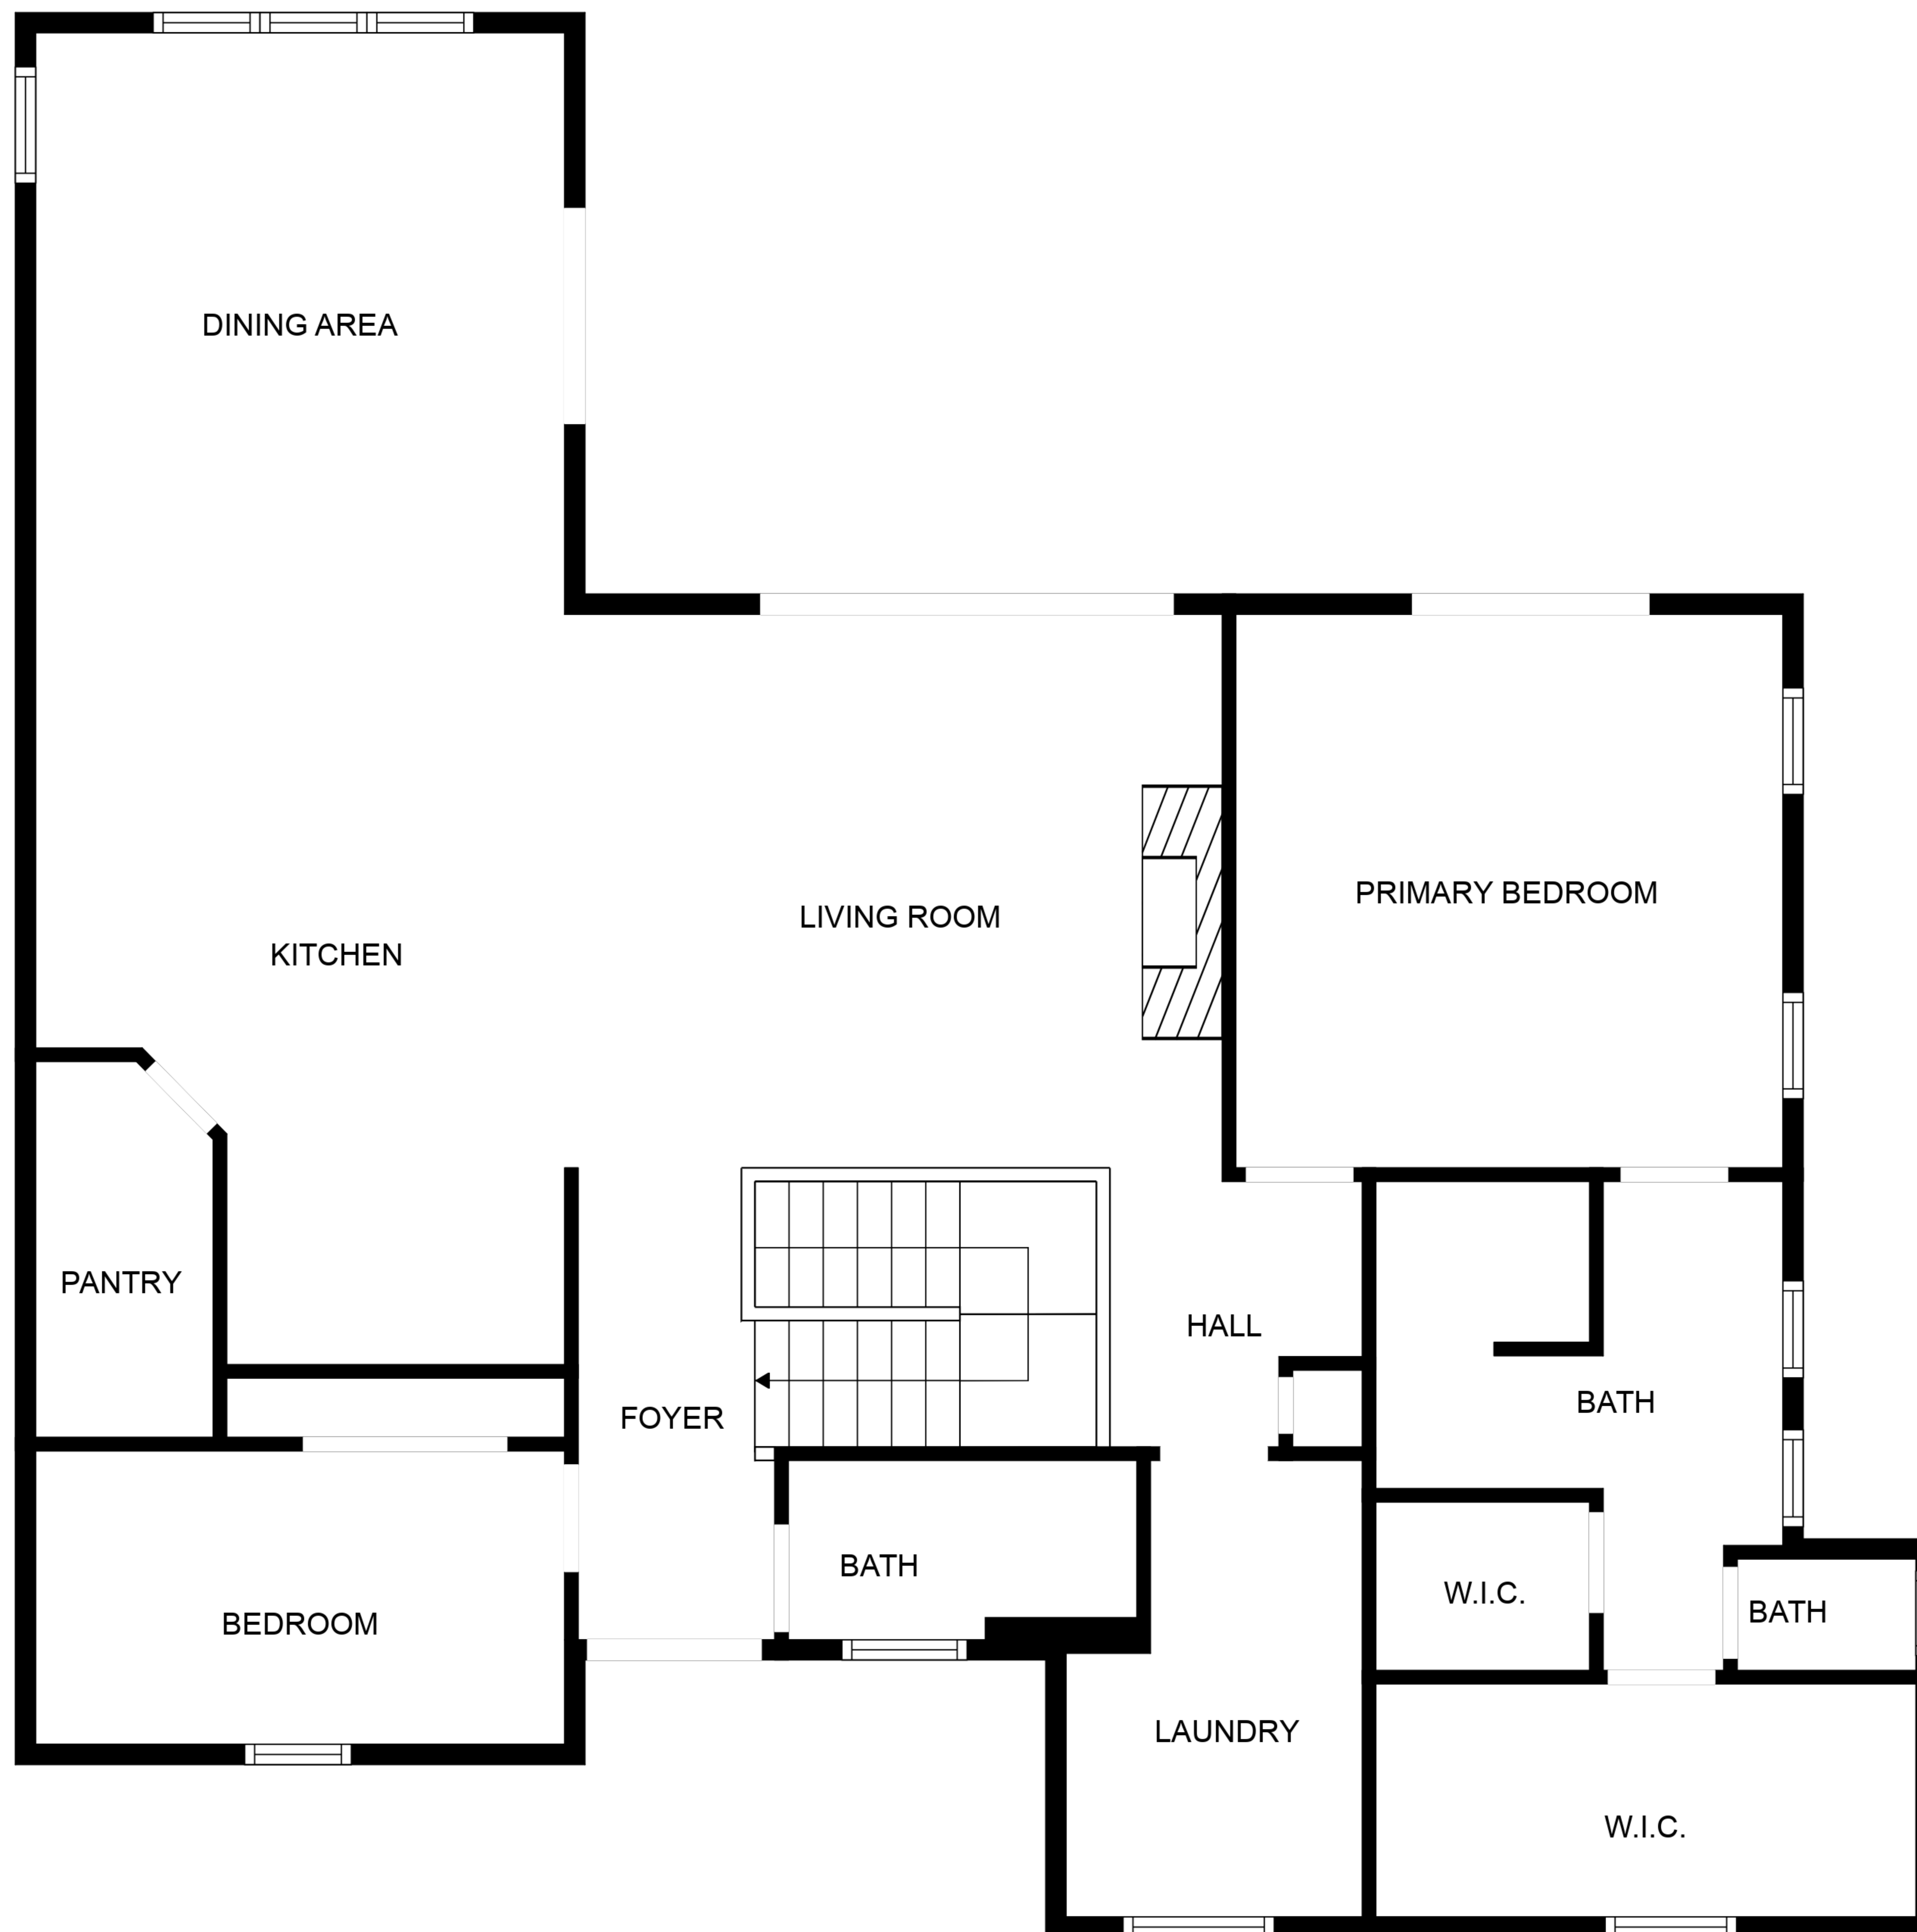 DINING AREA
PRIMARY BEDROOM
LIVING ROOM
KITCHEN
PANTRY
HALL
BATH
FOYER
BATH
W.I.C.
BATH
BEDROOM
LAUNDRY
W.I.C.